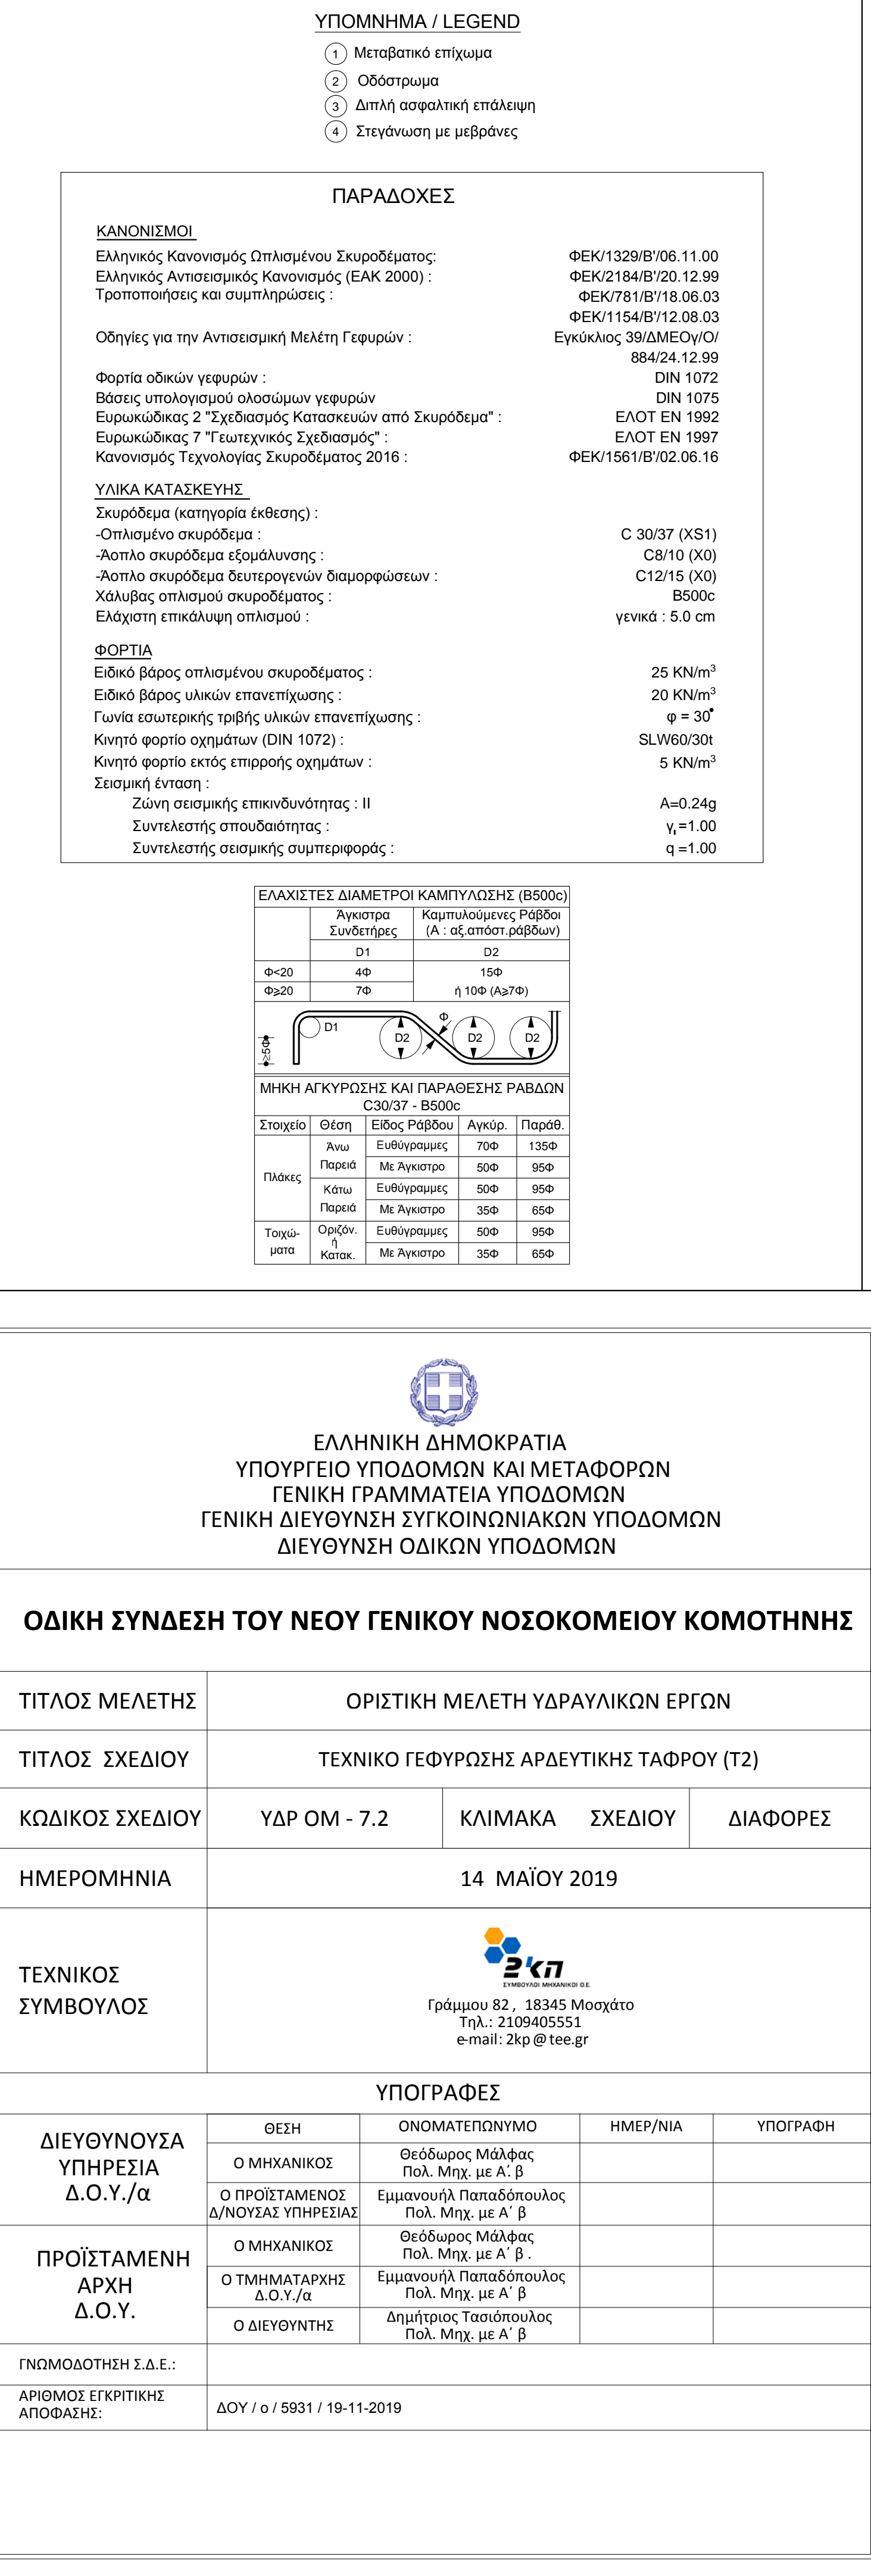 ΥΠΟΜΝΗΜΑ / LEGEND
1 Μεταβατικό επίχωμα
2 Οδόστρωμα
3 Διπλή ασφαλτική επάλειψη
4 Στεγάνωση με μεβράνες
ΠΑΡΑΔΟΧΕΣ
ΚΑΝΟΝΙΣΜΟΙ
Ελληνικός Κανονισμός Ωπλισμένου Σκυροδέματος: ΦΕΚ/1329/Β'/06.11.00
Ελληνικός Αντισεισμικός Κανονισμός (ΕΑΚ 2000) : ΦΕΚ/2184/Β'/20.12.99
Τροποποιήσεις και συμπληρώσεις : ΦΕΚ/781/Β'/18.06.03
ΦΕΚ/1154/Β'/12.08.03
Οδηγίες για την Αντισεισμική Μελέτη Γεφυρών : Εγκύκλιος 39/ΔΜΕΟγ/Ο/
884/24.12.99
Φορτία οδικών γεφυρών : DIN 1072
Βάσεις υπολογισμού ολοσώμων γεφυρών DIN 1075
Ευρωκώδικας 2 "Σχεδιασμός Κατασκευών από Σκυρόδεμα" : ΕΛΟΤ ΕΝ 1992
Ευρωκώδικας 7 "Γεωτεχνικός Σχεδιασμός" : ΕΛΟΤ ΕΝ 1997
Κανονισμός Τεχνολογίας Σκυροδέματος 2016 : ΦΕΚ/1561/Β'/02.06.16
ΥΛΙΚΑ ΚΑΤΑΣΚΕΥΗΣ
Σκυρόδεμα (κατηγορία έκθεσης) :
-Οπλισμένο σκυρόδεμα : C 30/37 (XS1)
-Άοπλο σκυρόδεμα εξομάλυνσης : C8/10 (X0)
-Άοπλο σκυρόδεμα δευτερογενών διαμορφώσεων : C12/15 (X0)
Χάλυβας οπλισμού σκυροδέματος : B500c
Ελάχιστη επικάλυψη οπλισμού : γενικά : 5.0 cm
ΦΟΡΤΙΑ
Ειδικό βάρος οπλισμένου σκυροδέματος : 25 KN/m³
Ειδικό βάρος υλικών επανεπίχωσης : 20 KN/m³
Γωνία εσωτερικής τριβής υλικών επανεπίχωσης : φ = 30°
Κινητό φορτίο οχημάτων (DIN 1072) : SLW60/30t
Κινητό φορτίο εκτός επιρροής οχημάτων : 5 KN/m³
Σεισμική ένταση :
Ζώνη σεισμικής επικινδυνότητας : ΙΙ A=0.24g
Συντελεστής σπουδαιότητας : γι=1.00
Συντελεστής σεισμικής συμπεριφοράς : q =1.00
ΕΛΑΧΙΣΤΕΣ ΔΙΑΜΕΤΡΟΙ ΚΑΜΠΥΛΩΣΗΣ (B500c)
Άγκιστρα Καμπυλούμενες Ράβδοι
Συνδετήρες (Α : αξ.απόστ.ράβδων)
D1 D2
Φ<20 4Φ 15Φ
Φ≥20 7Φ ή 10Φ (Α≥7Φ)
≥5Φ D1 D2 Φ D2 D2
ΜΗΚΗ ΑΓΚΥΡΩΣΗΣ ΚΑΙ ΠΑΡΑΘΕΣΗΣ ΡΑΒΔΩΝ
C30/37 - B500c
Στοιχείο Θέση Είδος Ράβδου Αγκύρ. Παράθ.
Πλάκες Άνω Παρειά Ευθύγραμμες 70Φ 135Φ
Με Άγκιστρο 50Φ 95Φ
Κάτω Παρειά Ευθύγραμμες 50Φ 95Φ
Με Άγκιστρο 35Φ 65Φ
Τοιχώ- ματα Οριζόν. ή Κατακ. Ευθύγραμμες 50Φ 95Φ
Με Άγκιστρο 35Φ 65Φ
ΕΛΛΗΝΙΚΗ ΔΗΜΟΚΡΑΤΙΑ
ΥΠΟΥΡΓΕΙΟ ΥΠΟΔΟΜΩΝ ΚΑΙ ΜΕΤΑΦΟΡΩΝ
ΓΕΝΙΚΗ ΓΡΑΜΜΑΤΕΙΑ ΥΠΟΔΟΜΩΝ
ΓΕΝΙΚΗ ΔΙΕΥΘΥΝΣΗ ΣΥΓΚΟΙΝΩΝΙΑΚΩΝ ΥΠΟΔΟΜΩΝ
ΔΙΕΥΘΥΝΣΗ ΟΔΙΚΩΝ ΥΠΟΔΟΜΩΝ
ΟΔΙΚΗ ΣΥΝΔΕΣΗ ΤΟΥ ΝΕΟΥ ΓΕΝΙΚΟΥ ΝΟΣΟΚΟΜΕΙΟΥ ΚΟΜΟΤΗΝΗΣ
ΤΙΤΛΟΣ ΜΕΛΕΤΗΣ ΟΡΙΣΤΙΚΗ ΜΕΛΕΤΗ ΥΔΡΑΥΛΙΚΩΝ ΕΡΓΩΝ
ΤΙΤΛΟΣ ΣΧΕΔΙΟΥ ΤΕΧΝΙΚΟ ΓΕΦΥΡΩΣΗΣ ΑΡΔΕΥΤΙΚΗΣ ΤΑΦΡΟΥ (Τ2)
ΚΩΔΙΚΟΣ ΣΧΕΔΙΟΥ ΥΔΡ ΟΜ - 7.2 ΚΛΙΜΑΚΑ ΣΧΕΔΙΟΥ ΔΙΑΦΟΡΕΣ
ΗΜΕΡΟΜΗΝΙΑ 14 ΜΑΪΟΥ 2019
ΤΕΧΝΙΚΟΣ
ΣΥΜΒΟΥΛΟΣ
2'κπ
ΣΥΜΒΟΥΛΟΙ ΜΗΧΑΝΙΚΟΙ Ο.Ε.
Γράμμου 82 , 18345 Μοσχάτο
Τηλ.: 2109405551
e-mail: 2kp @ tee.gr
ΥΠΟΓΡΑΦΕΣ
ΔΙΕΥΘΥΝΟΥΣΑ
ΥΠΗΡΕΣΙΑ
Δ.Ο.Υ./α
ΘΕΣΗ ΟΝΟΜΑΤΕΠΩΝΥΜΟ ΗΜΕΡ/ΝΙΑ ΥΠΟΓΡΑΦΗ
Ο ΜΗΧΑΝΙΚΟΣ Θεόδωρος Μάλφας
Πολ. Μηχ. με Α΄. β
Ο ΠΡΟΪΣΤΑΜΕΝΟΣ Εμμανουήλ Παπαδόπουλος
Δ/ΝΟΥΣΑΣ ΥΠΗΡΕΣΙΑΣ Πολ. Μηχ. με Α΄ β
ΠΡΟΪΣΤΑΜΕΝΗ
ΑΡΧΗ
Δ.Ο.Υ.
Ο ΜΗΧΑΝΙΚΟΣ Θεόδωρος Μάλφας
Πολ. Μηχ. με Α΄ β .
Ο ΤΜΗΜΑΤΑΡΧΗΣ Εμμανουήλ Παπαδόπουλος
Δ.Ο.Υ./α Πολ. Μηχ. με Α΄ β
Ο ΔΙΕΥΘΥΝΤΗΣ Δημήτριος Τασιόπουλος
Πολ. Μηχ. με Α΄ β
ΓΝΩΜΟΔΟΤΗΣΗ Σ.Δ.Ε.:
ΑΡΙΘΜΟΣ ΕΓΚΡΙΤΙΚΗΣ
ΑΠΟΦΑΣΗΣ: ΔΟΥ / ο / 5931 / 19-11-2019